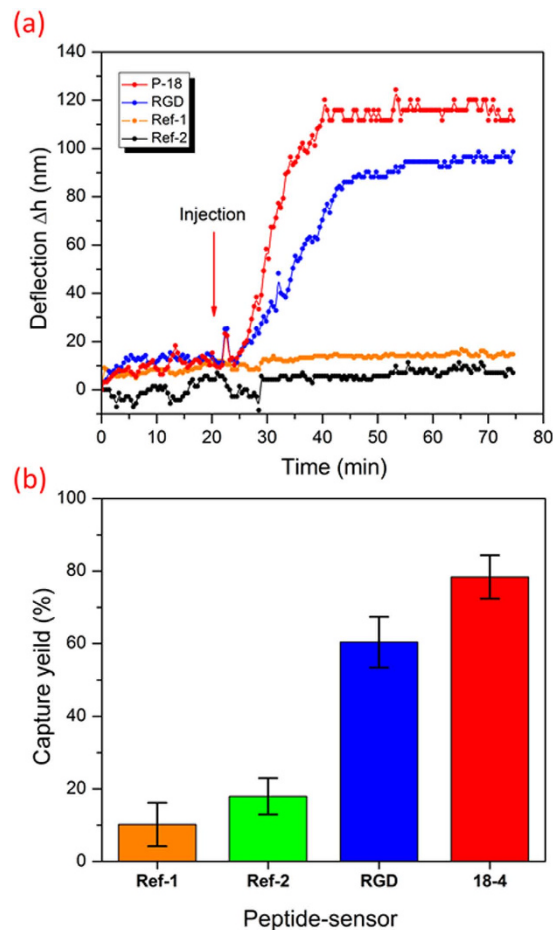 (a)
140
120
100
80
60
40
20
0
Deflection Δh (nm)
P-18
RGD
Ref-1
Ref-2
Injection
0 10 20 30 40 50 60 70 80
Time (min)
(b)
100
80
60
40
20
0
Capture yeild (%)
Ref-1 Ref-2 RGD 18-4
Peptide-sensor